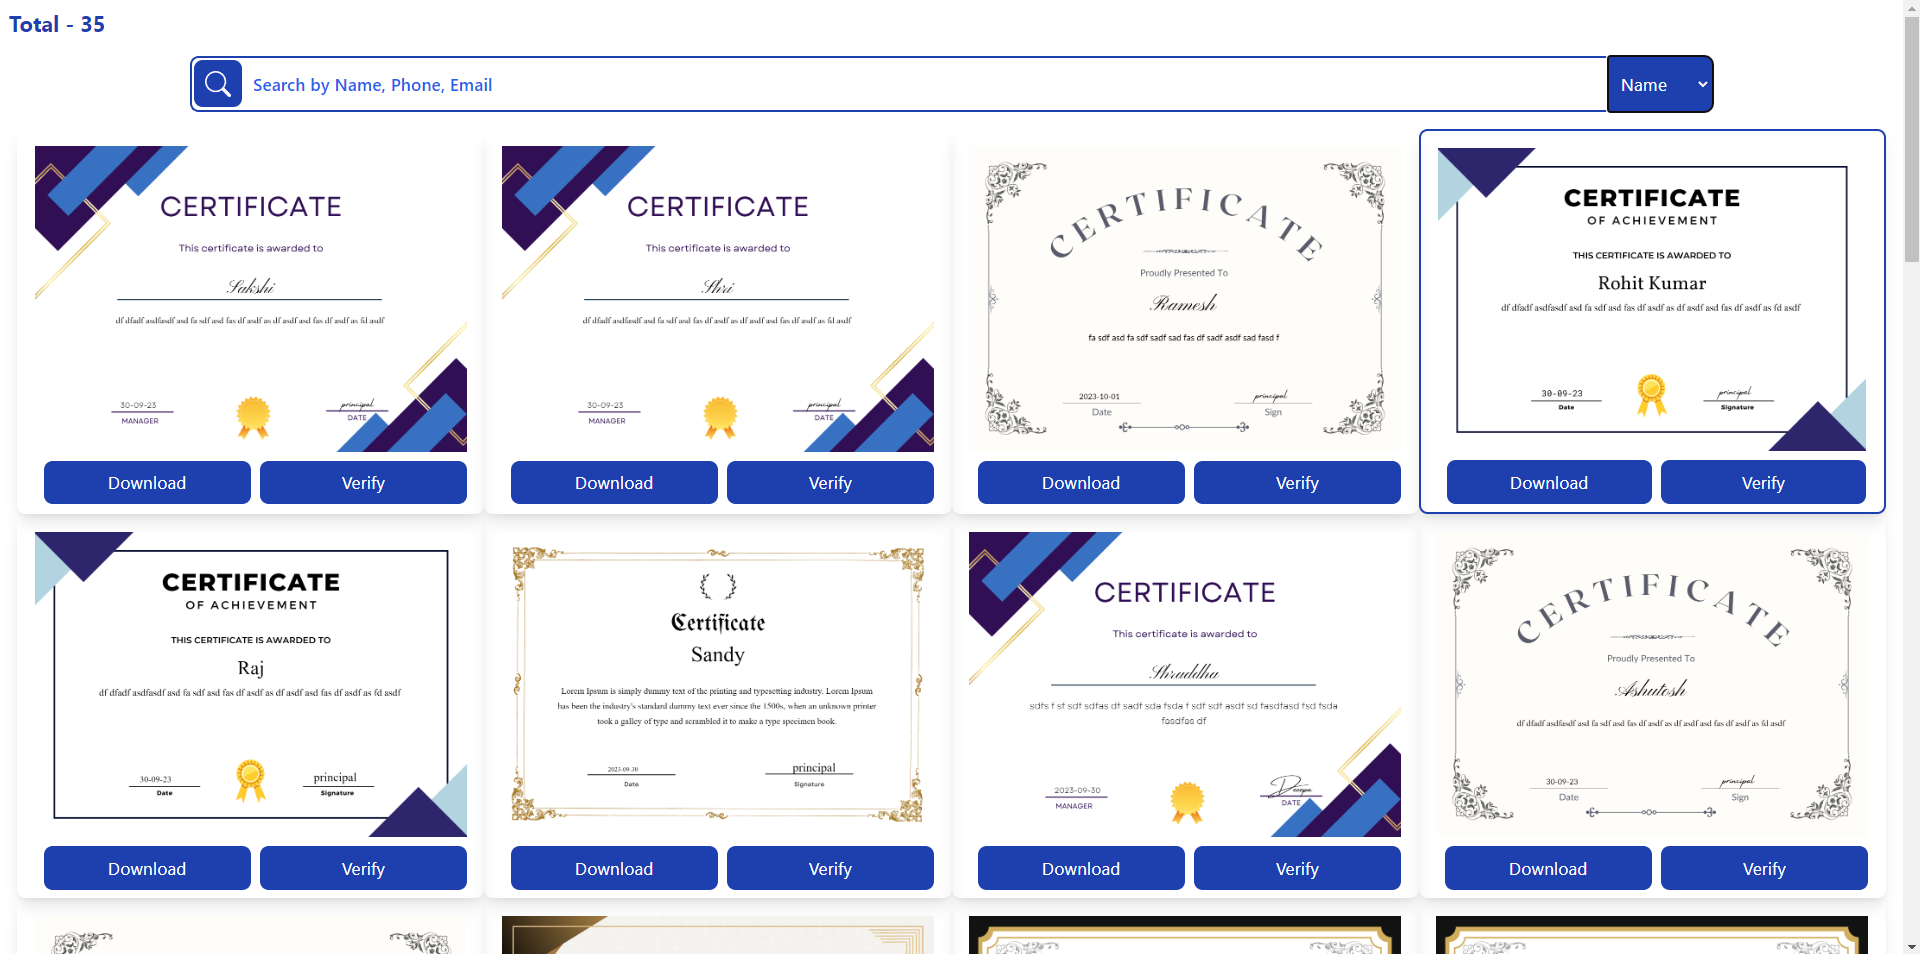 Total - 35
Search by Name, Phone, Email
Name
CERTIFICATE
This certificate is awarded to
Sakshi
df dfadf asdfasdf asd fa sdf asd fas df asdf as df asdf asd fas df asdf as fd asdf
30-09-23
MANAGER
principal
DATE
Download
Verify
CERTIFICATE
This certificate is awarded to
Shri
df dfadf asdfasdf asd fa sdf asd fas df asdf as df asdf asd fas df asdf as fd asdf
30-09-23
MANAGER
principal
DATE
Download
Verify
CERTIFICATE
Proudly Presented To
Ramesh
fa sdf asd fa sdf sadf sad fas df sadf asdf sad fasd f
2023-10-01
Date
principal
Sign
Download
Verify
CERTIFICATE
OF ACHIEVEMENT
THIS CERTIFICATE IS AWARDED TO
Rohit Kumar
df dfadf asdfasdf asd fa sdf asd fas df asdf as df asdf asd fas df asdf as fd asdf
30-09-23
Date
principal
Signature
Download
Verify
CERTIFICATE
OF ACHIEVEMENT
THIS CERTIFICATE IS AWARDED TO
Raj
df dfadf asdfasdf asd fa sdf asd fas df asdf as df asdf asd fas df asdf as fd asdf
30-09-23
Date
principal
Signature
Download
Verify
Certificate
Sandy
Lorem Ipsum is simply dummy text of the printing and typesetting industry. Lorem Ipsum
has been the industry's standard dummy text ever since the 1500s, when an unknown printer
took a galley of type and scrambled it to make a type specimen book.
2023-09-30
Date
principal
Signature
Download
Verify
CERTIFICATE
This certificate is awarded to
Shraddha
sdfs f sf sdf sdfas df sadf sda fsda f sdf sdf asdf sd fasdfasd fsd fsda
fasdfas df
2023-09-30
MANAGER
DATE
Download
Verify
CERTIFICATE
Proudly Presented To
Ashutosh
df dfadf asdfasdf asd fa sdf asd fas df asdf as df asdf asd fas df asdf as fd asdf
30-09-23
Date
principal
Sign
Download
Verify